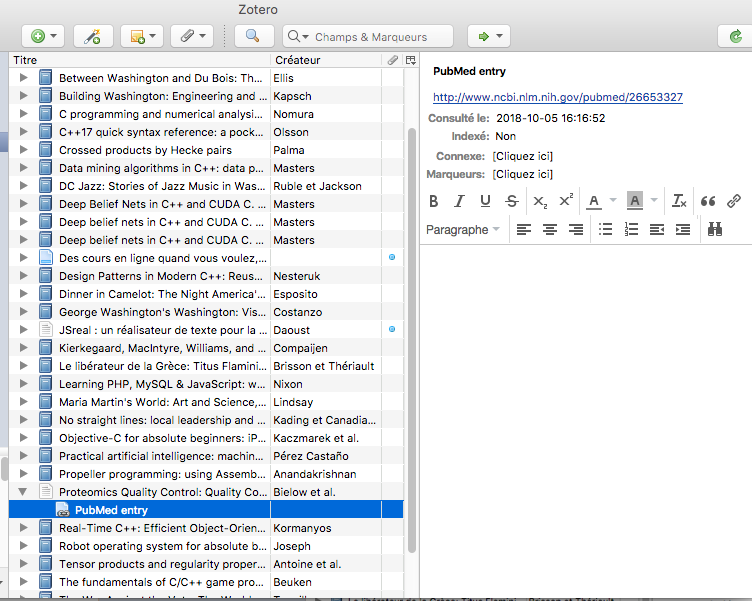 Zotero
Champs & Marqueurs
Titre Créateur
Between Washington and Du Bois: Th... Ellis
Building Washington: Engineering and ... Kapsch
C programming and numerical analysi... Nomura
C++17 quick syntax reference: a pock... Olsson
Crossed products by Hecke pairs Palma
Data mining algorithms in C++: data p... Masters
DC Jazz: Stories of Jazz Music in Was... Ruble et Jackson
Deep Belief Nets in C++ and CUDA C. ... Masters
Deep belief nets in C++ and CUDA C. ... Masters
Deep belief nets in C++ and CUDA C. ... Masters
Des cours en ligne quand vous voulez,...
Design Patterns in Modern C++: Reus... Nesteruk
Dinner in Camelot: The Night America'... Esposito
George Washington's Washington: Vis... Costanzo
JSreal : un réalisateur de texte pour la ... Daoust
Kierkegaard, MacIntyre, Williams, and ... Compaijen
Le libérateur de la Grèce: Titus Flamini... Brisson et Thériault
Learning PHP, MySQL & JavaScript: w... Nixon
Maria Martin's World: Art and Science,... Lindsay
No straight lines: local leadership and ... Kading et Canadia...
Objective-C for absolute beginners: iP... Kaczmarek et al.
Practical artificial intelligence: machin... Pérez Castaño
Propeller programming: using Assemb... Anandakrishnan
Proteomics Quality Control: Quality Co... Bielow et al.
PubMed entry
Real-Time C++: Efficient Object-Orien... Kormanyos
Robot operating system for absolute b... Joseph
Tensor products and regularity proper... Antoine et al.
The fundamentals of C/C++ game pro... Beuken
PubMed entry
http://www.ncbi.nlm.nih.gov/pubmed/26653327
Consulté le: 2018-10-05 16:16:52
Indexé: Non
Connexe: [Cliquez ici]
Marqueurs: [Cliquez ici]
B I U S X₂ X² A A Tx
Paragraphe